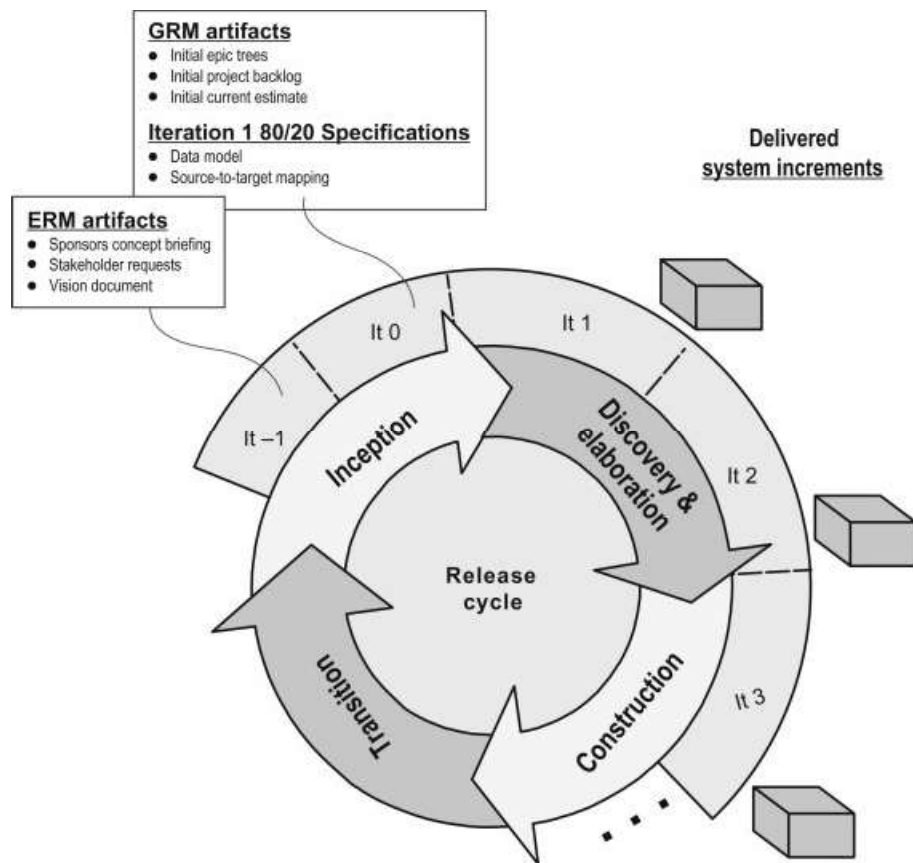 GRM artifacts
● Initial epic trees
● Initial project backlog
● Initial current estimate
Iteration 1 80/20 Specifications
● Data model
● Source-to-target mapping
Delivered
system increments
ERM artifacts
● Sponsors concept briefing
● Stakeholder requests
● Vision document
It –1
It 0
It 1
It 2
It 3
Inception
Discovery &
elaboration
Construction
Transition
Release
cycle